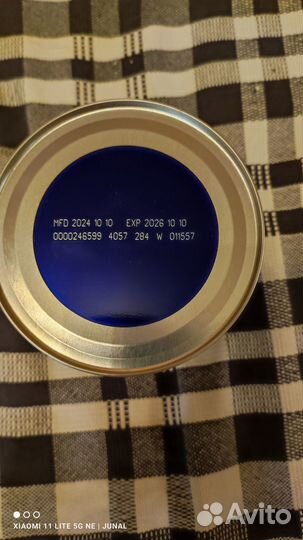 MFD 2024 10 10 EXP 2026 10 10
0000246599 4057 284 W 011557
XIAOMI 11 LITE 5G NE | JUNAL
Avito